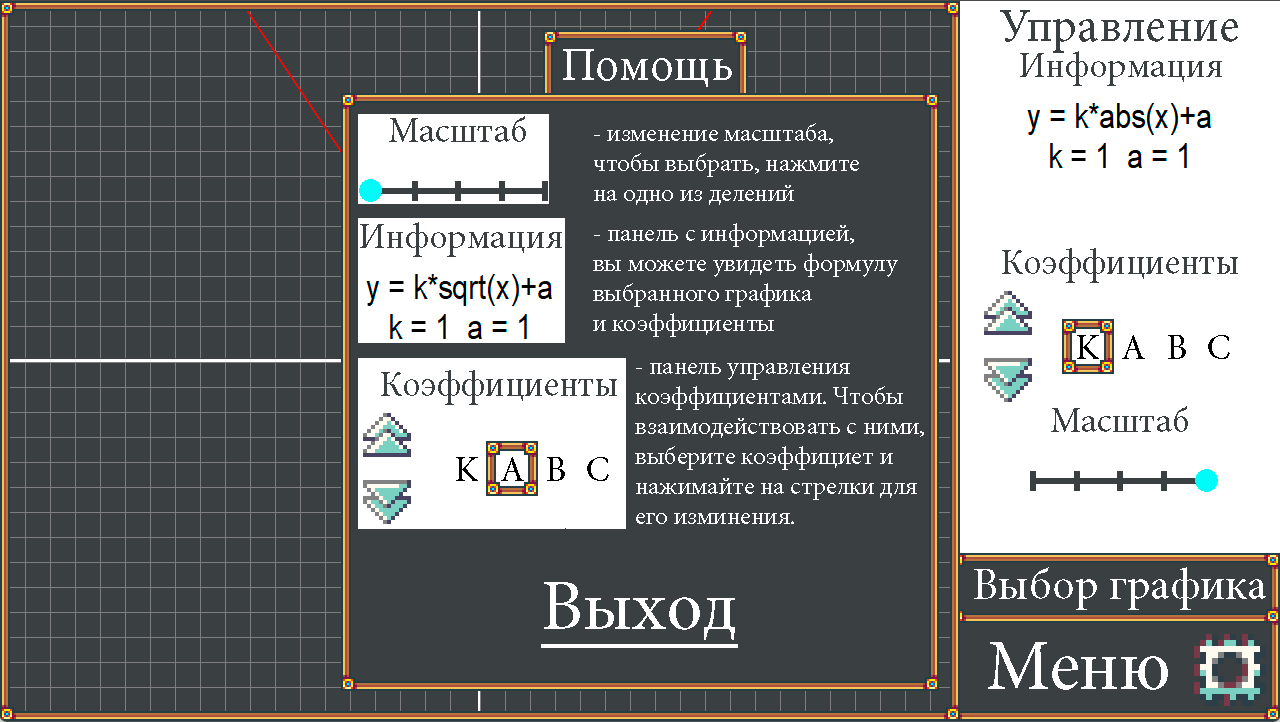 Помощь
Масштаб
- изменение масштаба,
чтобы выбрать, нажмите
на одно из делений
Информация
y = k*sqrt(x)+a
k = 1 a = 1
- панель с информацией,
вы можете увидеть формулу
выбранного графика
и коэффициенты
Коэффициенты
K A B C
- панель управления
коэффициентами. Чтобы
взаимодействовать с ними,
выберите коэффициет и
нажимайте на стрелки для
его изминения.
Выход
Управление
Информация
y = k*abs(x)+a
k = 1 a = 1
Коэффициенты
K A B C
Масштаб
Выбор графика
Меню